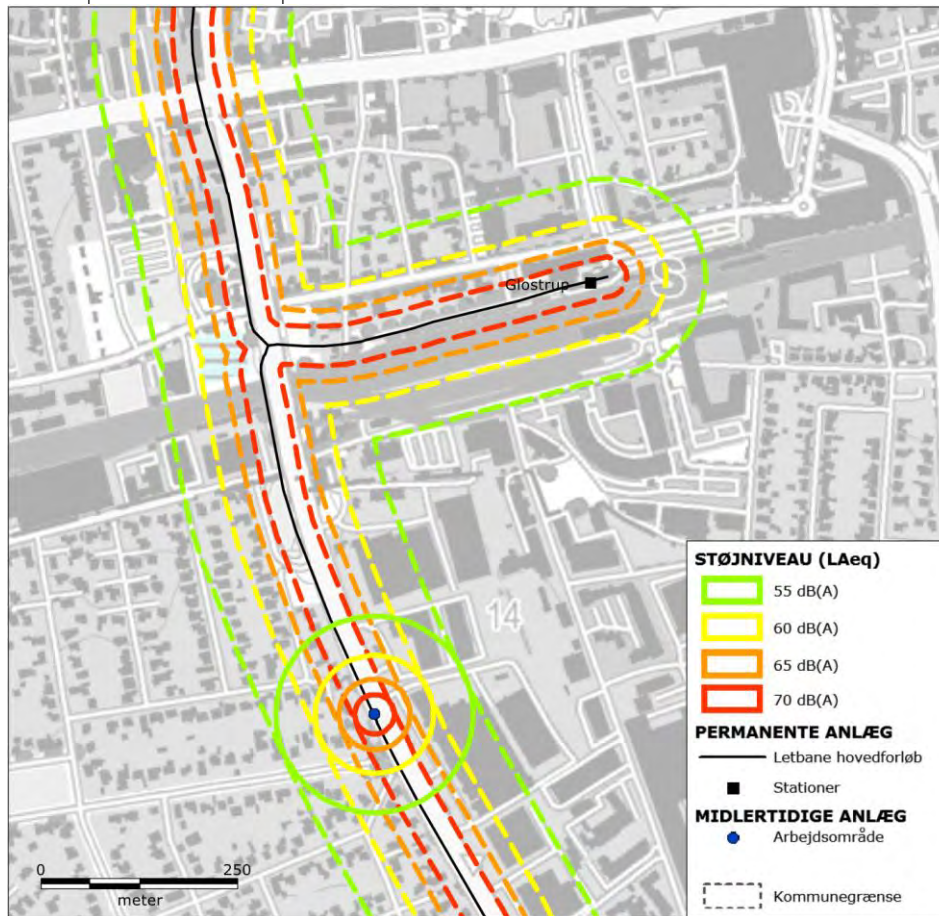 Glostrup
14
STØJNIVEAU (LAeq)
55 dB(A)
60 dB(A)
65 dB(A)
70 dB(A)
PERMANENTE ANLÆG
Letbane hovedforløb
Stationer
MIDLERTIDIGE ANLÆG
Arbejdsområde
Kommunegrænse
0 250
meter